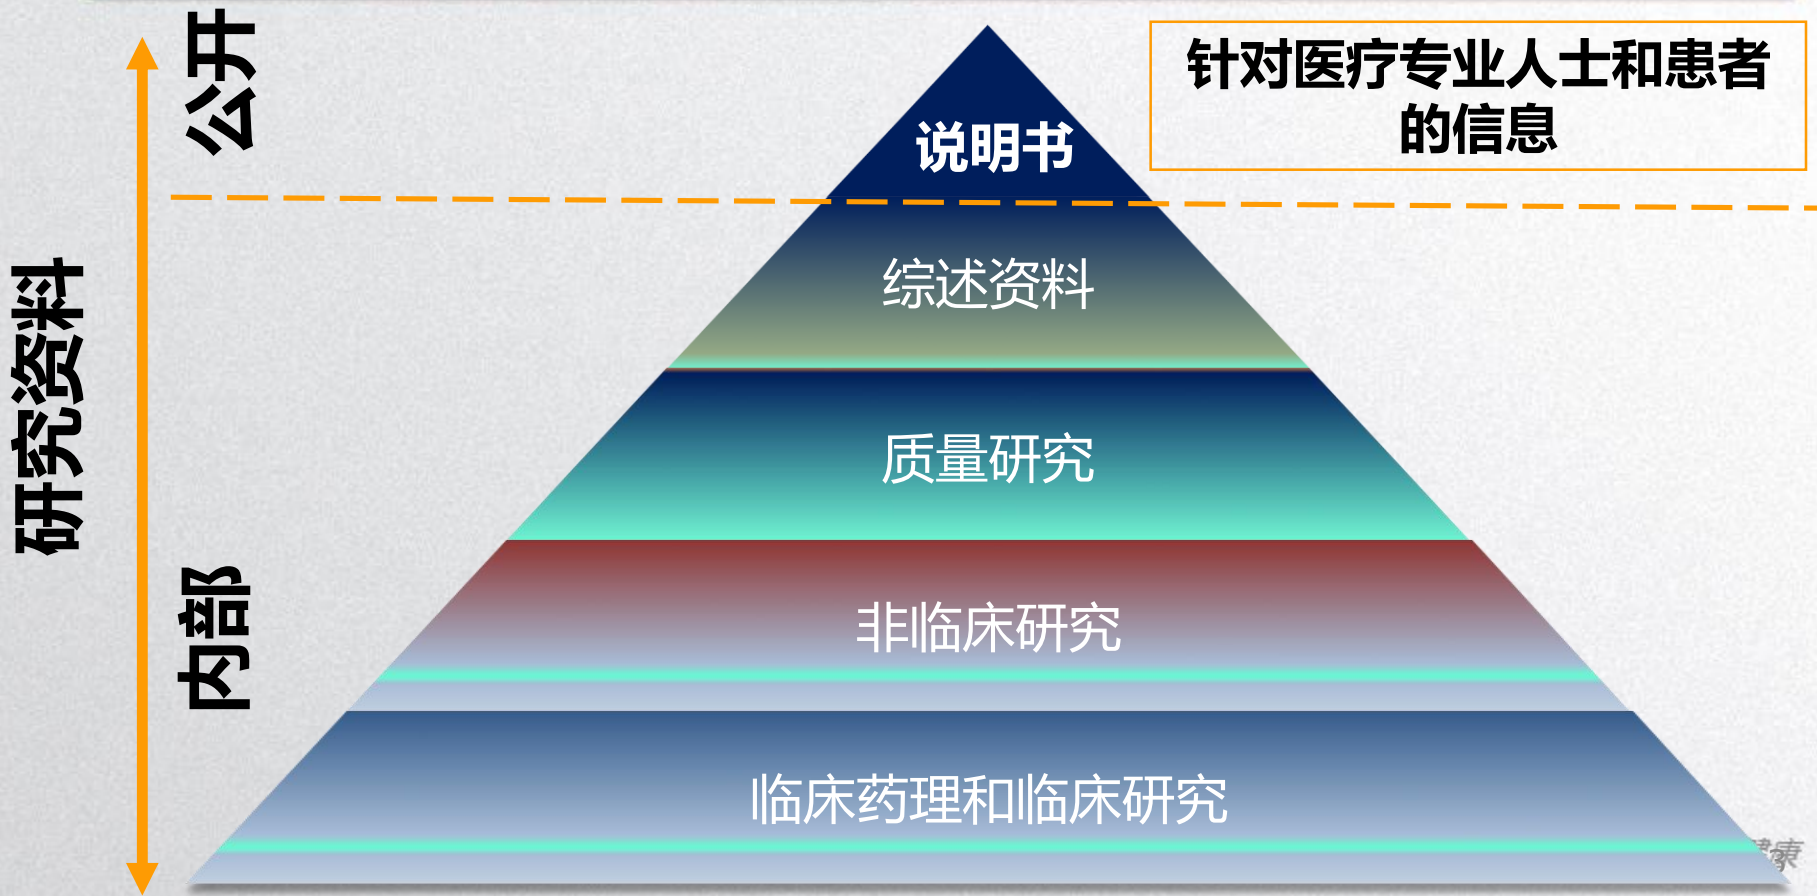 公开
针对医疗专业人士和患者
的信息
说明书
研究资料
综述资料
质量研究
内部
非临床研究
临床药理和临床研究
健康